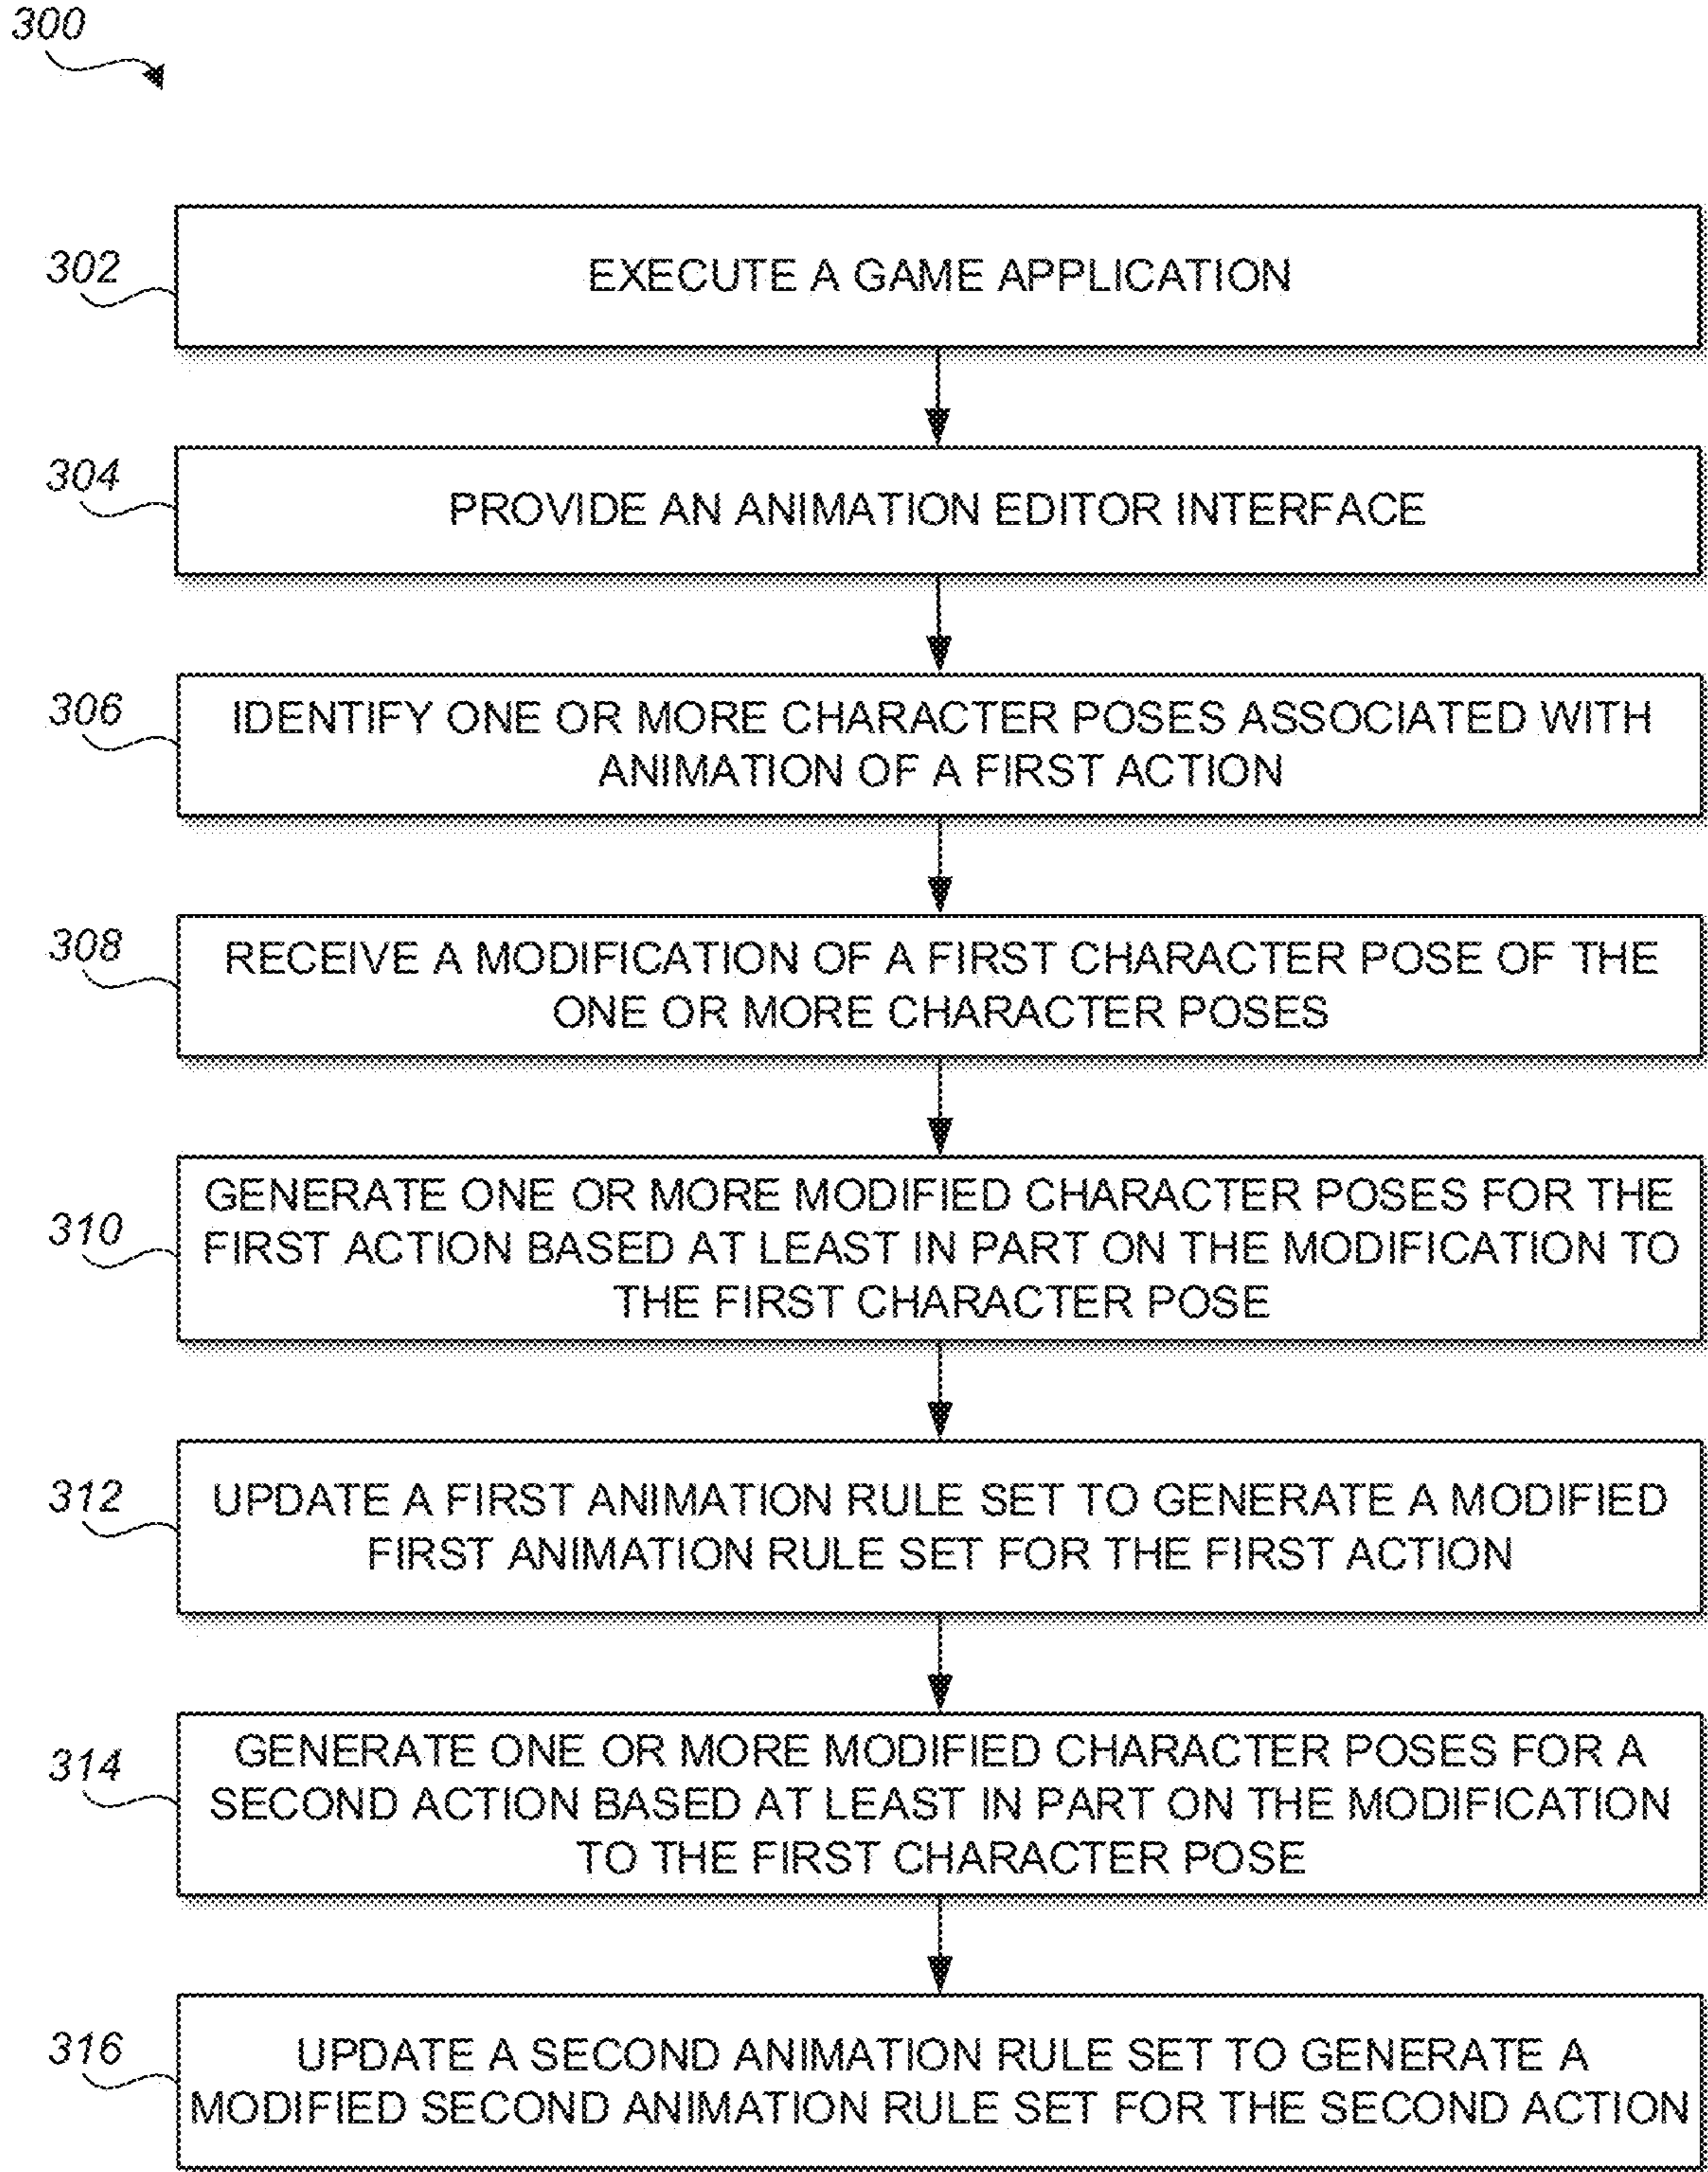 300
302
EXECUTE A GAME APPLICATION
304
PROVIDE AN ANIMATION EDITOR INTERFACE
306
IDENTIFY ONE OR MORE CHARACTER POSES ASSOCIATED WITH
ANIMATION OF A FIRST ACTION
308
RECEIVE A MODIFICATION OF A FIRST CHARACTER POSE OF THE
ONE OR MORE CHARACTER POSES
310
GENERATE ONE OR MORE MODIFIED CHARACTER POSES FOR THE
FIRST ACTION BASED AT LEAST IN PART ON THE MODIFICATION TO
THE FIRST CHARACTER POSE
312
UPDATE A FIRST ANIMATION RULE SET TO GENERATE A MODIFIED
FIRST ANIMATION RULE SET FOR THE FIRST ACTION
314
GENERATE ONE OR MORE MODIFIED CHARACTER POSES FOR A
SECOND ACTION BASED AT LEAST IN PART ON THE MODIFICATION
TO THE FIRST CHARACTER POSE
316
UPDATE A SECOND ANIMATION RULE SET TO GENERATE A
MODIFIED SECOND ANIMATION RULE SET FOR THE SECOND ACTION